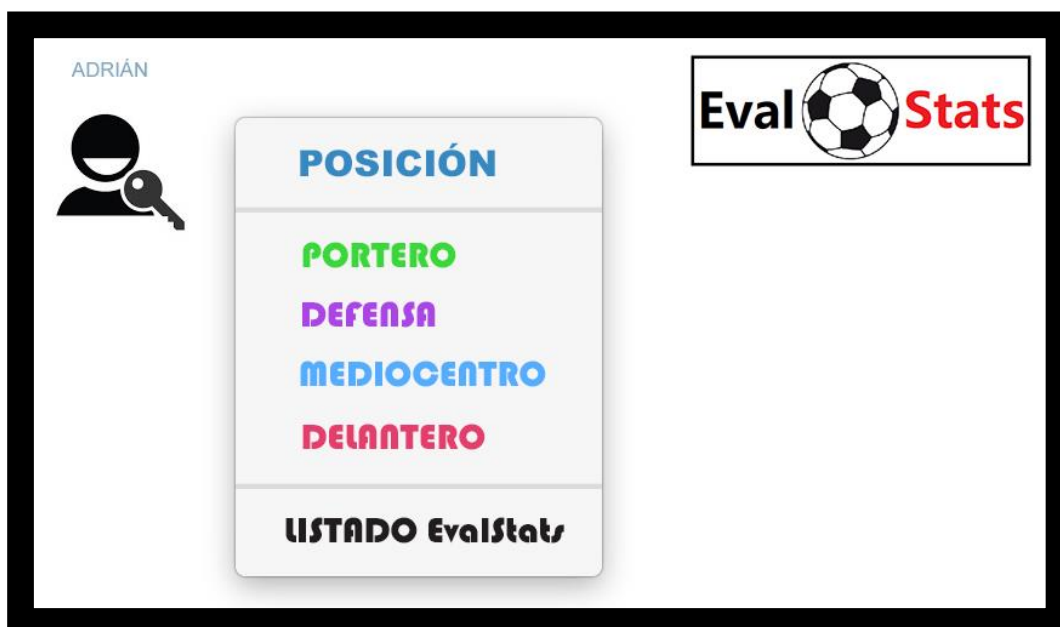 ADRIÁN
Eval Stats
POSICIÓN
PORTERO
DEFENSA
MEDIOCENTRO
DELANTERO
LISTADO EvalStats